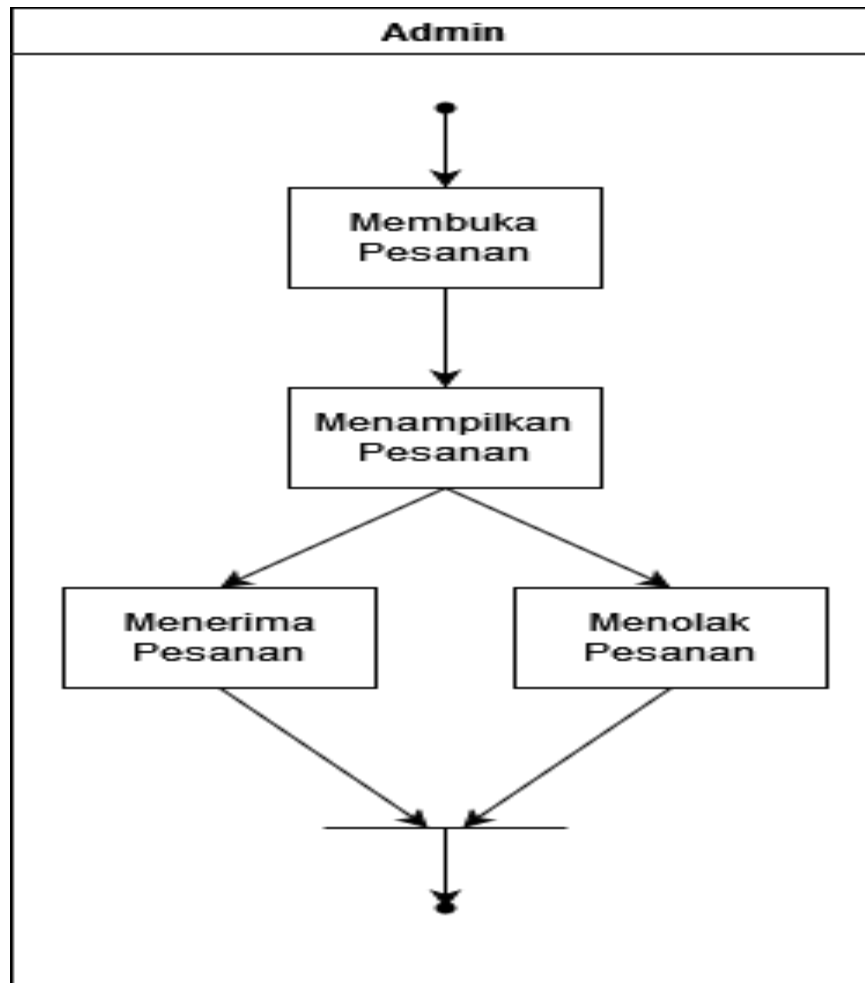 Admin
Membuka
Pesanan
Menampilkan
Pesanan
Menerima
Pesanan
Menolak
Pesanan